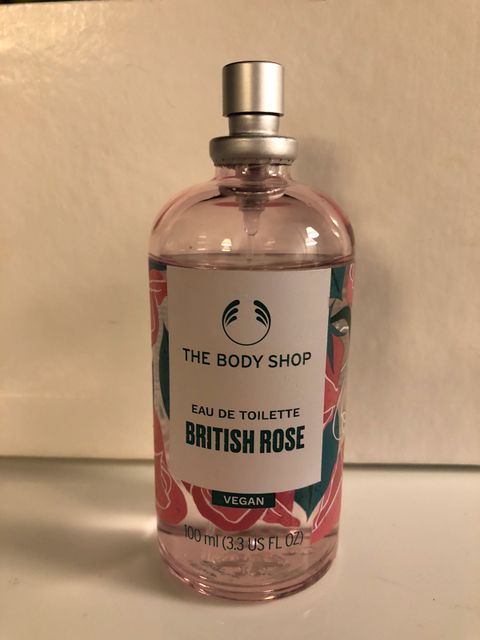 THE BODY SHOP
EAU DE TOILETTE
BRITISH ROSE
VEGAN
100 ml (3.3 US FL OZ)